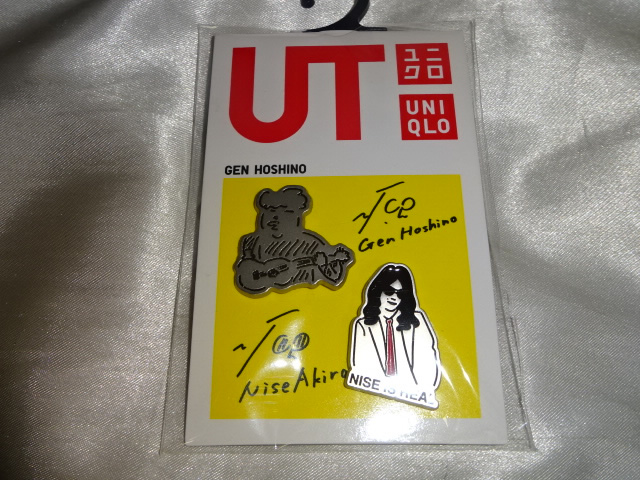 UT
ユニ
クロ
UNI
QLO
GEN HOSHINO
Gen Hoshino
Nise Akira
NISE IS REAL